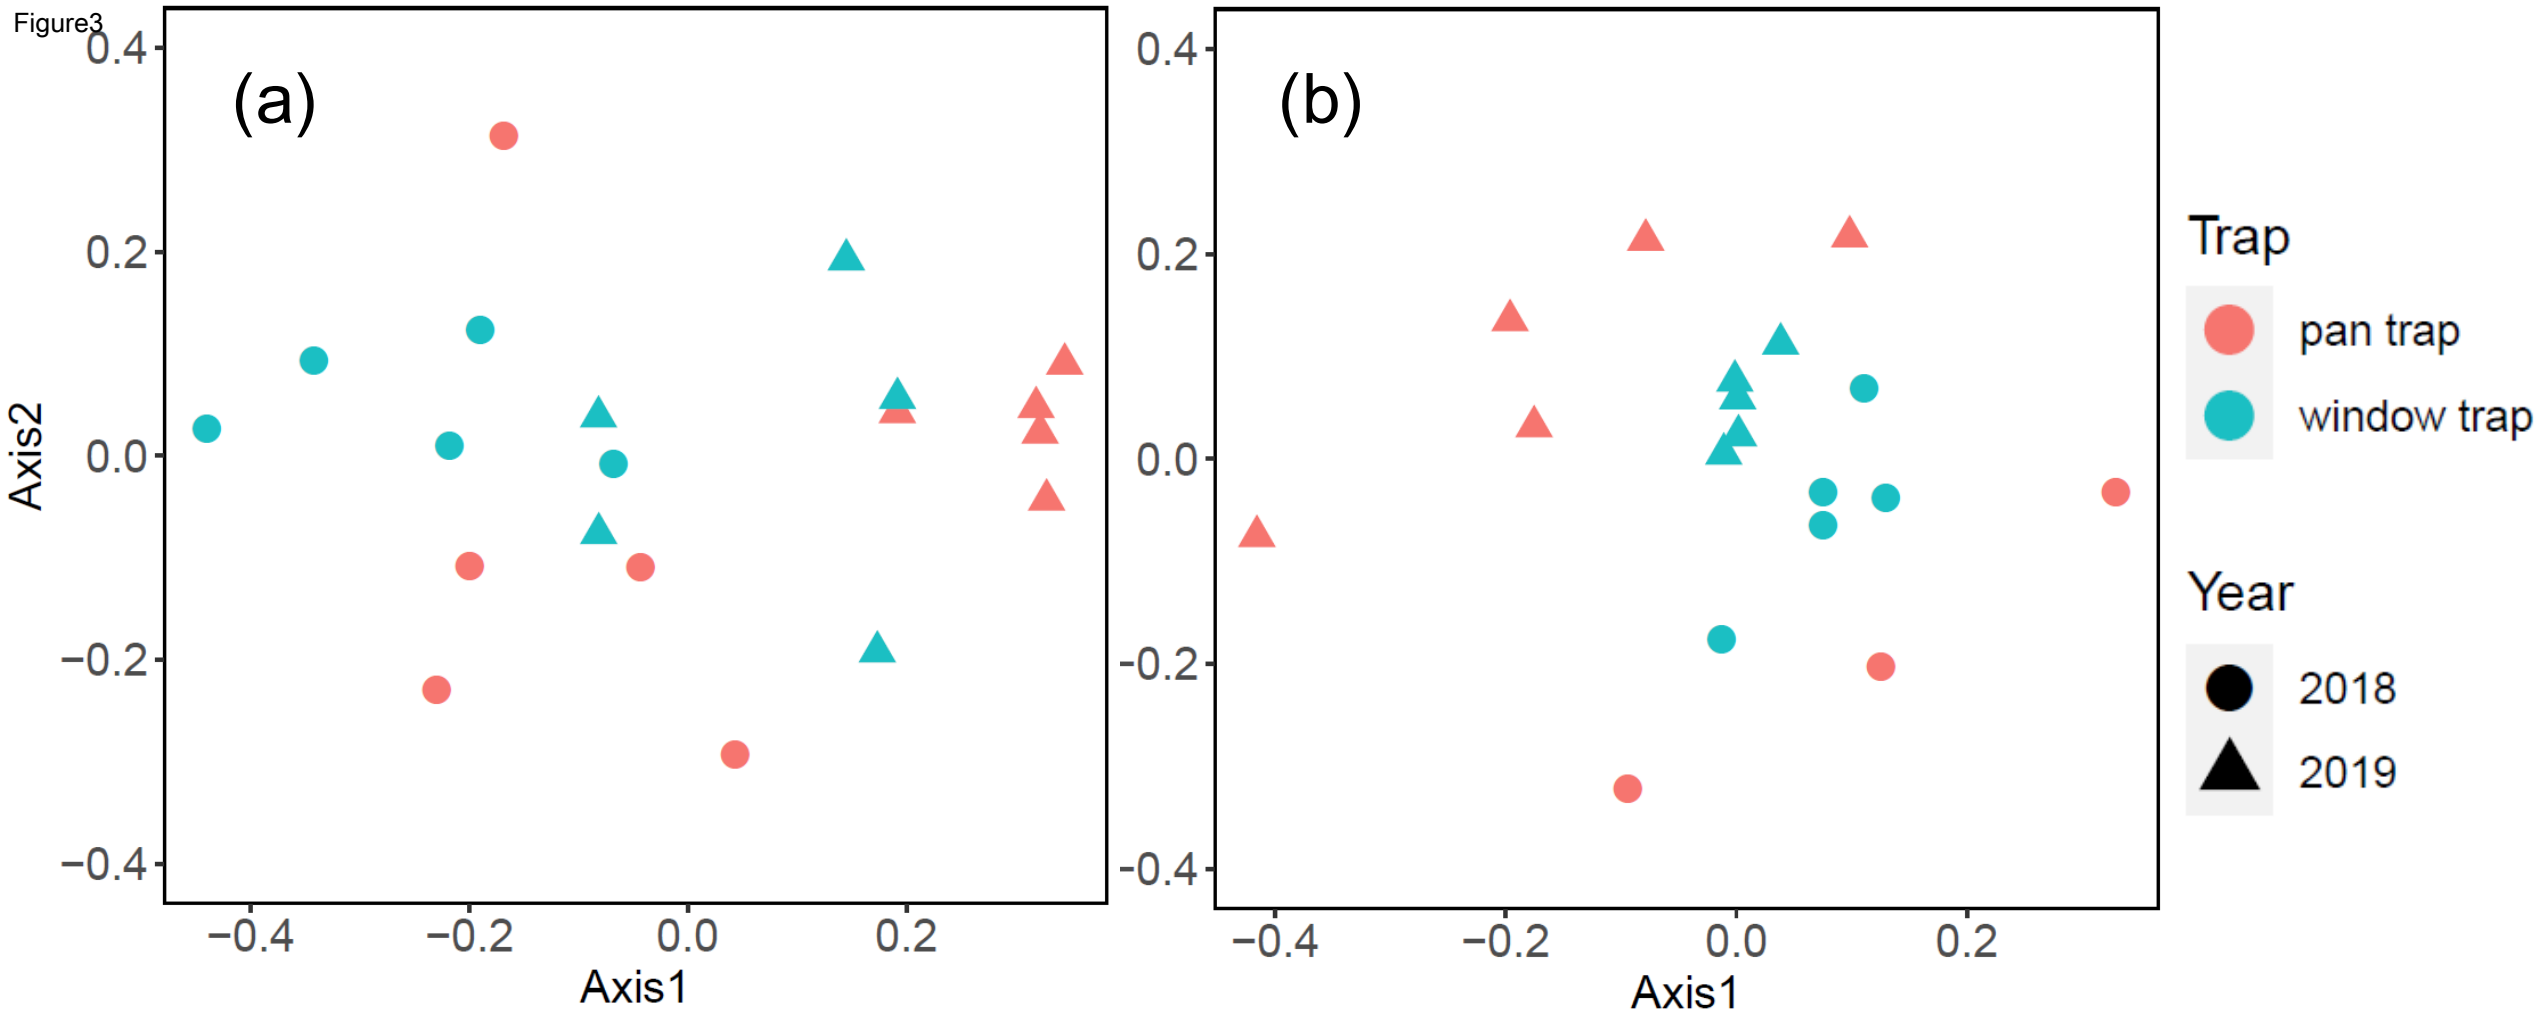 Figure3
(a)
0.4
0.2
0.0
−0.2
−0.4
Axis2
−0.4 −0.2 0.0 0.2
Axis1
(b)
0.4
0.2
0.0
−0.2
−0.4
−0.4 −0.2 0.0 0.2
Axis1
Trap
pan trap
window trap
Year
2018
2019